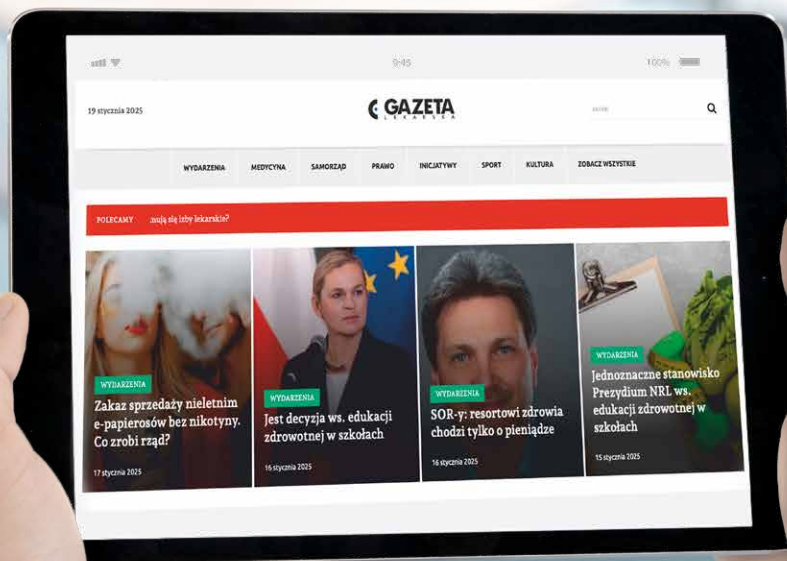 9:45
100%
19 stycznia 2025
GAZETA
LEKARSKA
WYDARZENIA MEDYCYNA SAMORZĄD PRAWO INICJATYWY SPORT KULTURA ZOBACZ WSZYSTKIE
POLECAMY mują się izby lekarskie?
WYDARZENIA
Zakaz sprzedaży nieletnim
e-papierosów bez nikotyny.
Co zrobi rząd?
17 stycznia 2025
WYDARZENIA
Jest decyzja ws. edukacji
zdrowotnej w szkołach
16 stycznia 2025
WYDARZENIA
SOR-y: resortowi zdrowia
chodzi tylko o pieniądze
16 stycznia 2025
WYDARZENIA
Jednoznaczne stanowisko
Prezydium NRL ws.
edukacji zdrowotnej w
szkołach
15 stycznia 2025